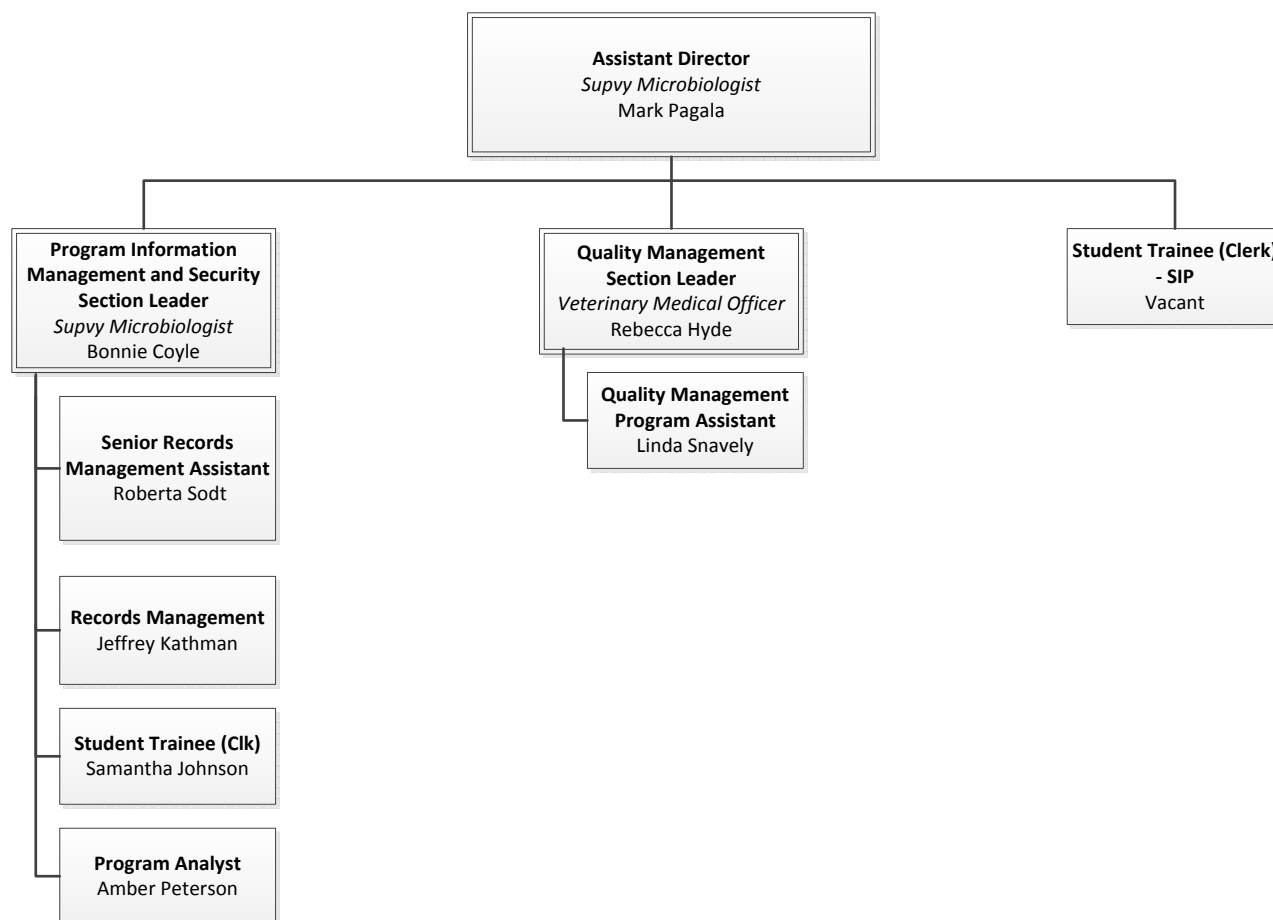 Assistant Director
Supvy Microbiologist
Mark Pagala
Program Information
Management and Security
Section Leader
Supvy Microbiologist
Bonnie Coyle
Quality Management
Section Leader
Veterinary Medical Officer
Rebecca Hyde
Student Trainee (Clerk)
- SIP
Vacant
Quality Management
Program Assistant
Linda Snavely
Senior Records
Management Assistant
Roberta Sodt
Records Management
Jeffrey Kathman
Student Trainee (Clk)
Samantha Johnson
Program Analyst
Amber Peterson